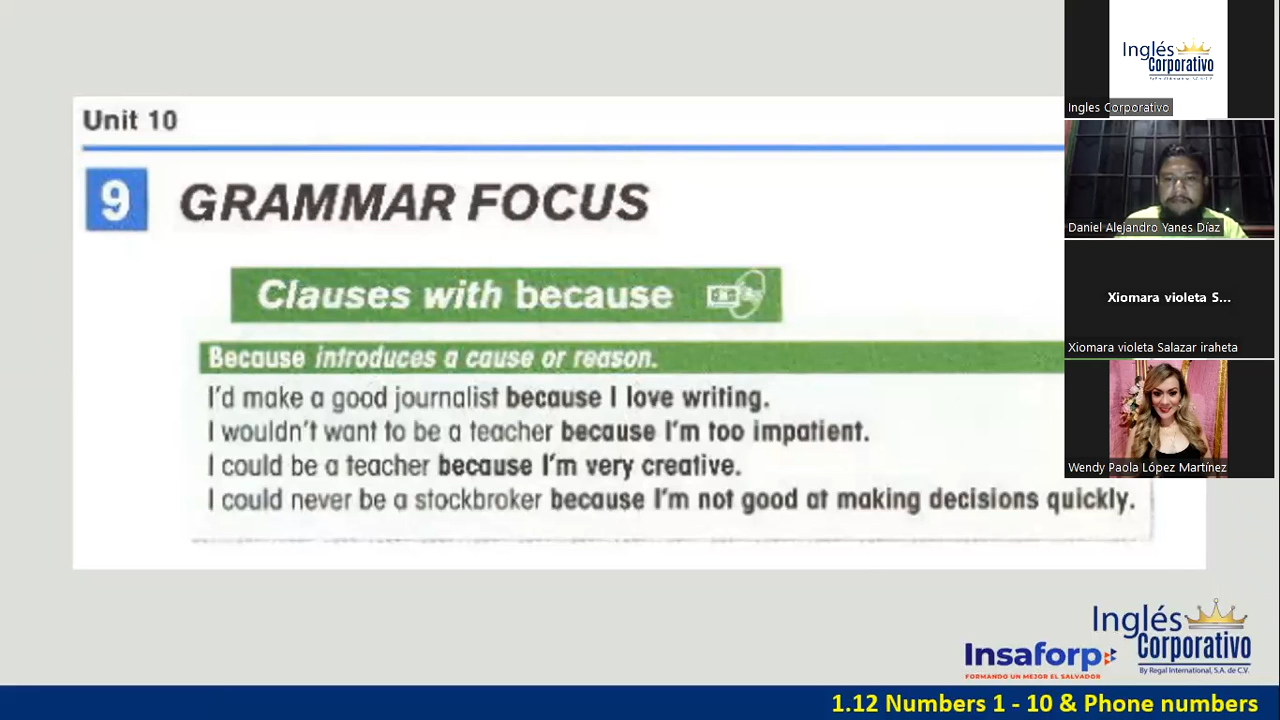 Unit 10
9 GRAMMAR FOCUS
Clauses with because
Because introduces a cause or reason.
I'd make a good journalist because I love writing.
I wouldn't want to be a teacher because I'm too impatient.
I could be a teacher because I'm very creative.
I could never be a stockbroker because I'm not good at making decisions quickly.
Inglés
Corporativo
Ingles Corporativo
Daniel Alejandro Yanes Díaz
Xiomara violeta S...
Xiomara violeta Salazar iraheta
Wendy Paola López Martínez
Insaforp
FORMANDO UN MEJOR EL SALVADOR
Inglés
Corporativo
By Regal International, S.A. de C.V.
1.12 Numbers 1 - 10 & Phone numbers